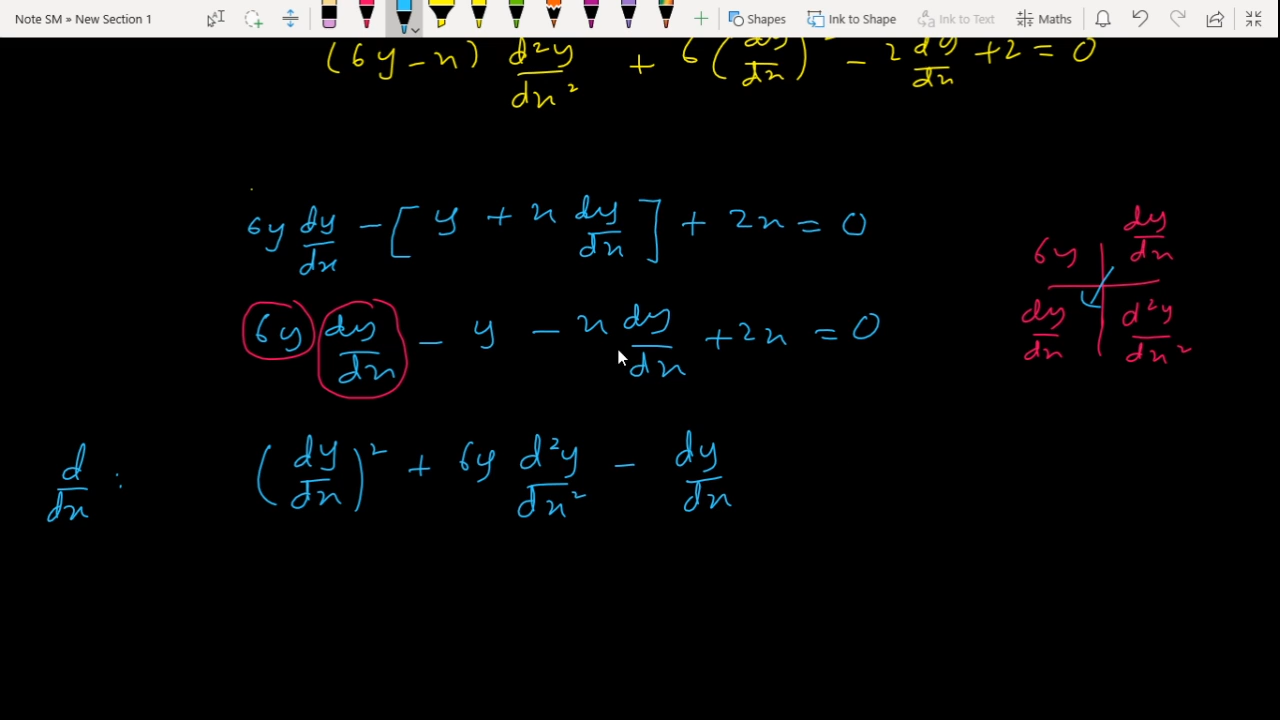 Note SM » New Section 1
Shapes Ink to Shape Ink to Text Maths
(6y - x) d²y/dx² + 6(dy/dx)² - 2 dy/dx + 2 = 0
6y dy/dx - [y + x dy/dx] + 2x = 0
6y dy/dx - y - x dy/dx + 2x = 0
6y dy/dx
dy/dx d²y/dx²
d/dx : (dy/dx)² + 6y d²y/dx² - dy/dx